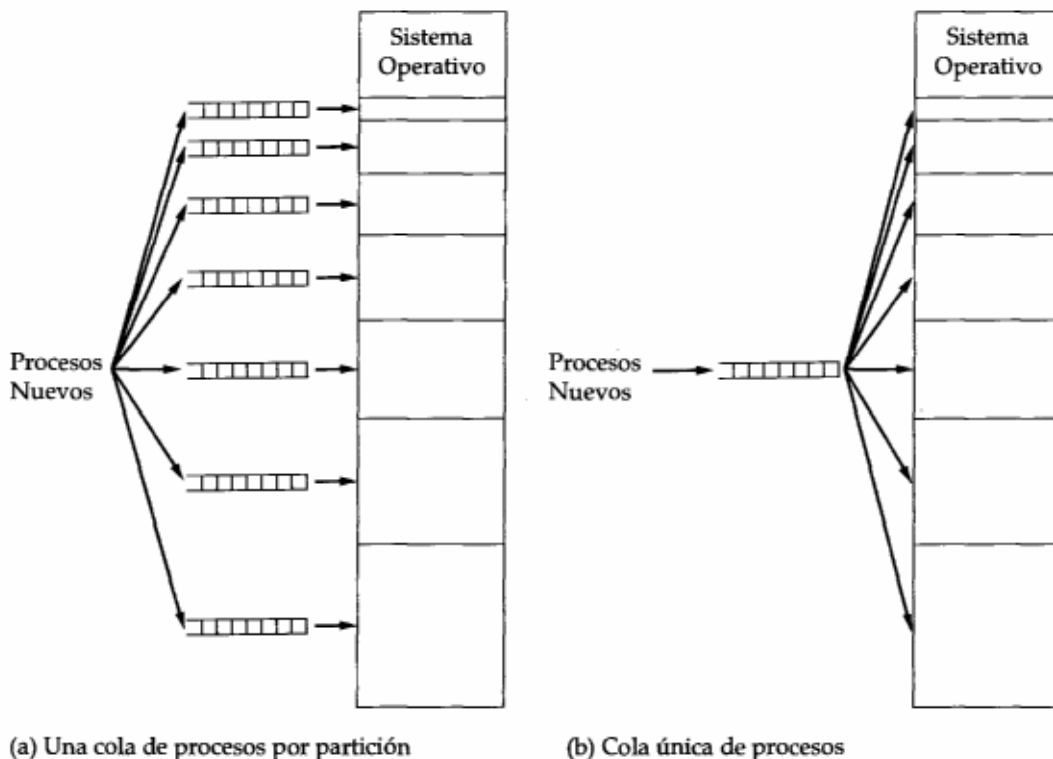 Sistema
Operativo
Procesos
Nuevos
(a) Una cola de procesos por partición
Sistema
Operativo
Procesos
Nuevos
(b) Cola única de procesos